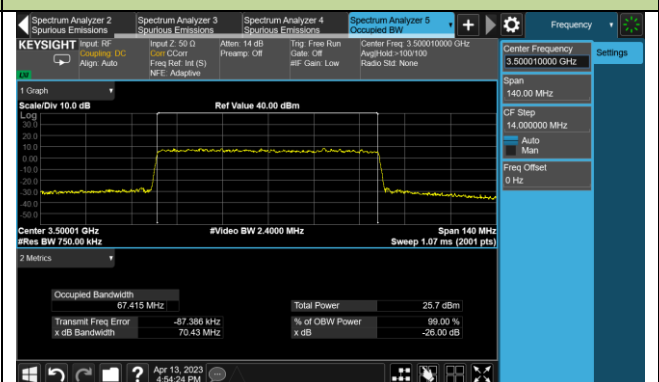 Spectrum Analyzer 2
Spurious Emissions
Spectrum Analyzer 3
Spurious Emissions
Spectrum Analyzer 4
Spurious Emissions
Spectrum Analyzer 5
Occupied BW
Frequency
KEYSIGHT
Input: RF
Coupling: DC
Align: Auto
Input Z: 50 Ω
Corr CCorr
Freq Ref: Int (S)
NFE: Adaptive
Atten: 14 dB
Preamp: Off
Trig: Free Run
Gate: Off
#IF Gain: Low
Center Freq: 3.500010000 GHz
Avg|Hold:>100/100
Radio Std: None
Center Frequency
3.500010000 GHz
Settings
Span
140.00 MHz
CF Step
14.000000 MHz
Auto
Man
Freq Offset
0 Hz
1 Graph
Scale/Div 10.0 dB
Ref Value 40.00 dBm
Log
30.0
20.0
10.0
0.00
-10.0
-20.0
-30.0
-40.0
-50.0
Center 3.50001 GHz
#Video BW 2.4000 MHz
Span 140 MHz
#Res BW 750.00 kHz
Sweep 1.07 ms (2001 pts)
2 Metrics
Occupied Bandwidth
67.415 MHz
Total Power
25.7 dBm
Transmit Freq Error
-87.386 kHz
% of OBW Power
99.00 %
x dB Bandwidth
70.43 MHz
x dB
-26.00 dB
Apr 13, 2023
4:54:24 PM